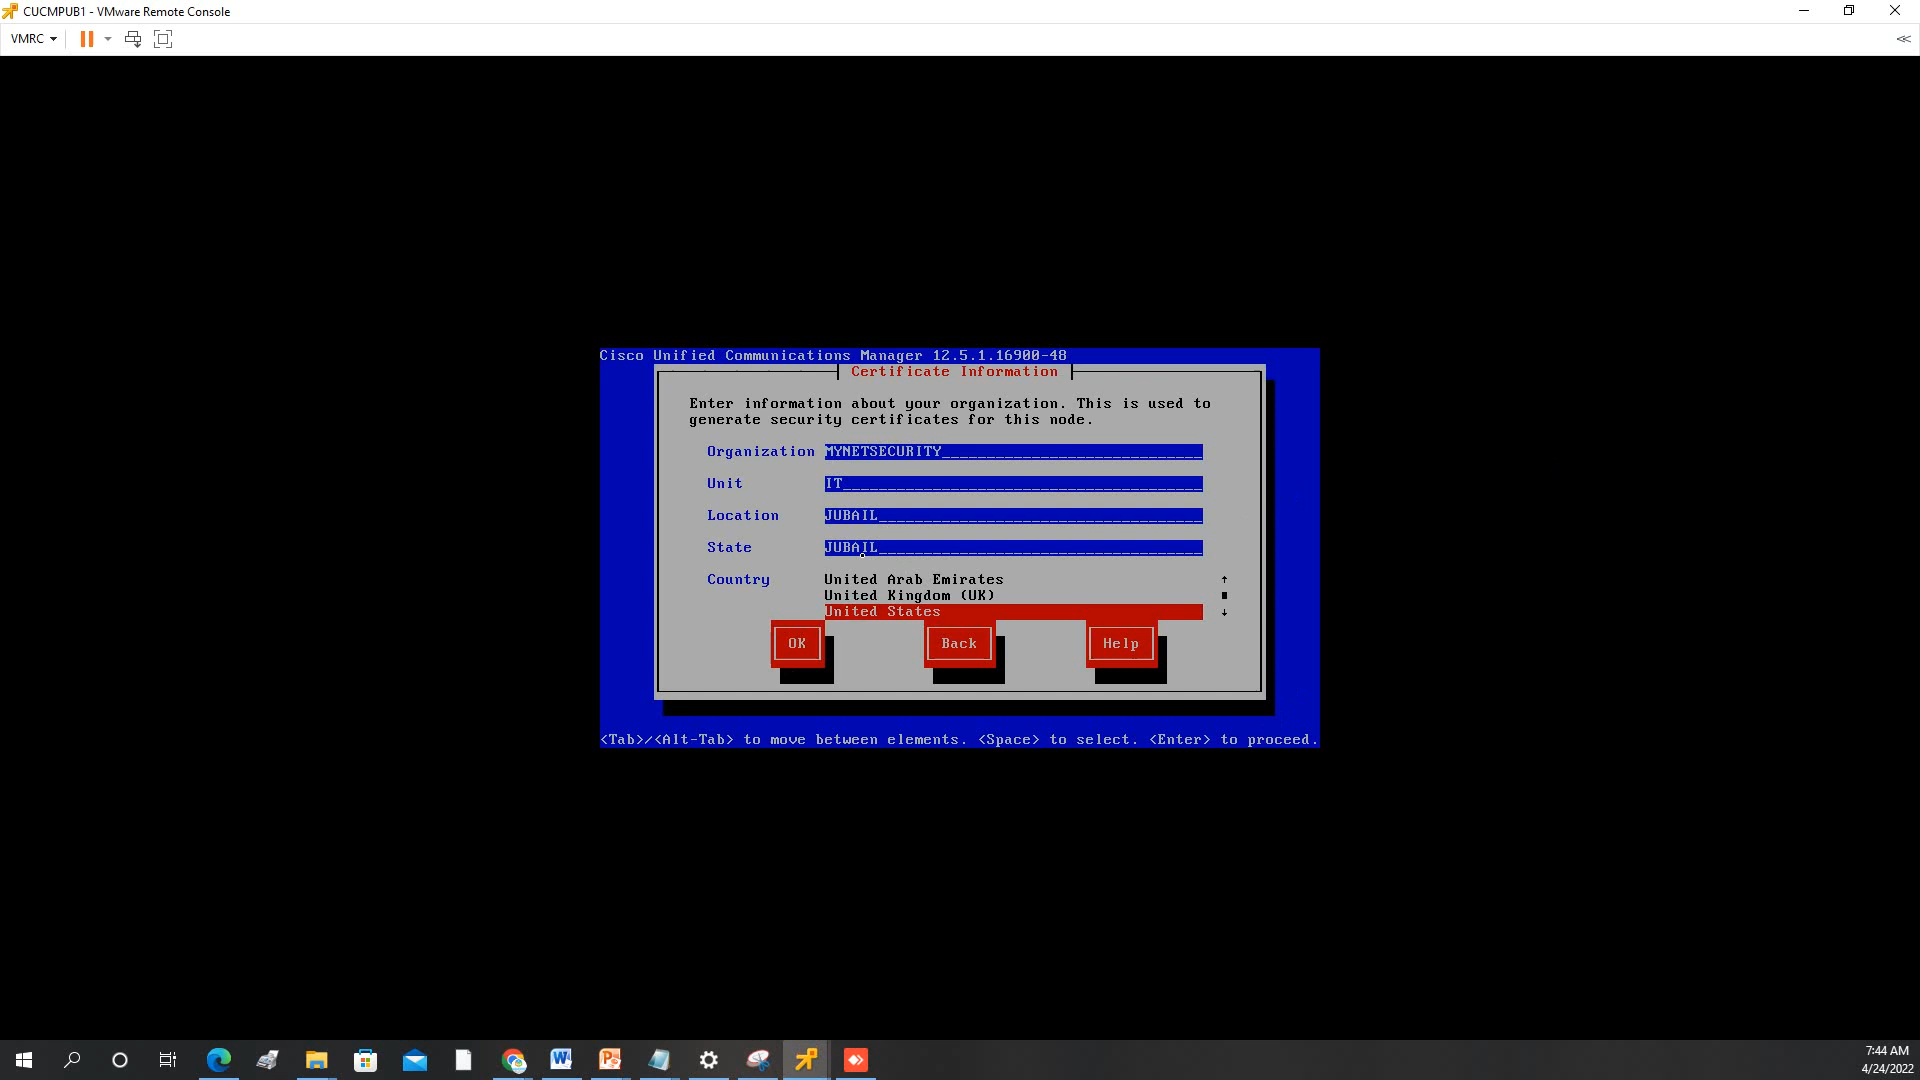 CUCMPUB1 - VMware Remote Console
VMRC
Cisco Unified Communications Manager 12.5.1.16900-48
Certificate Information
Enter information about your organization. This is used to
generate security certificates for this node.
Organization MYNETSECURITY
Unit IT
Location JUBAIL
State JUBAIL
Country United Arab Emirates
United Kingdom (UK)
United States
OK Back Help
<Tab>/<Alt-Tab> to move between elements. <Space> to select. <Enter> to proceed.
7:44 AM
4/24/2022